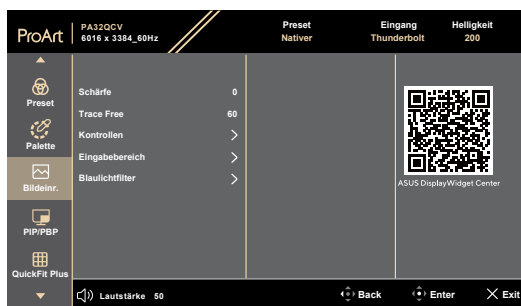 ProArt
PA32QCV
6016 x 3384_60Hz
Preset
Nativer
Eingang
Thunderbolt
Helligkeit
200
Preset
Palette
Bildeinr.
PIP/PBP
QuickFit Plus
Schärfe 0
Trace Free 60
Kontrollen
Eingabebereich
Blaulichtfilter
ASUS DisplayWidget Center
Lautstärke 50
Back
Enter
Exit